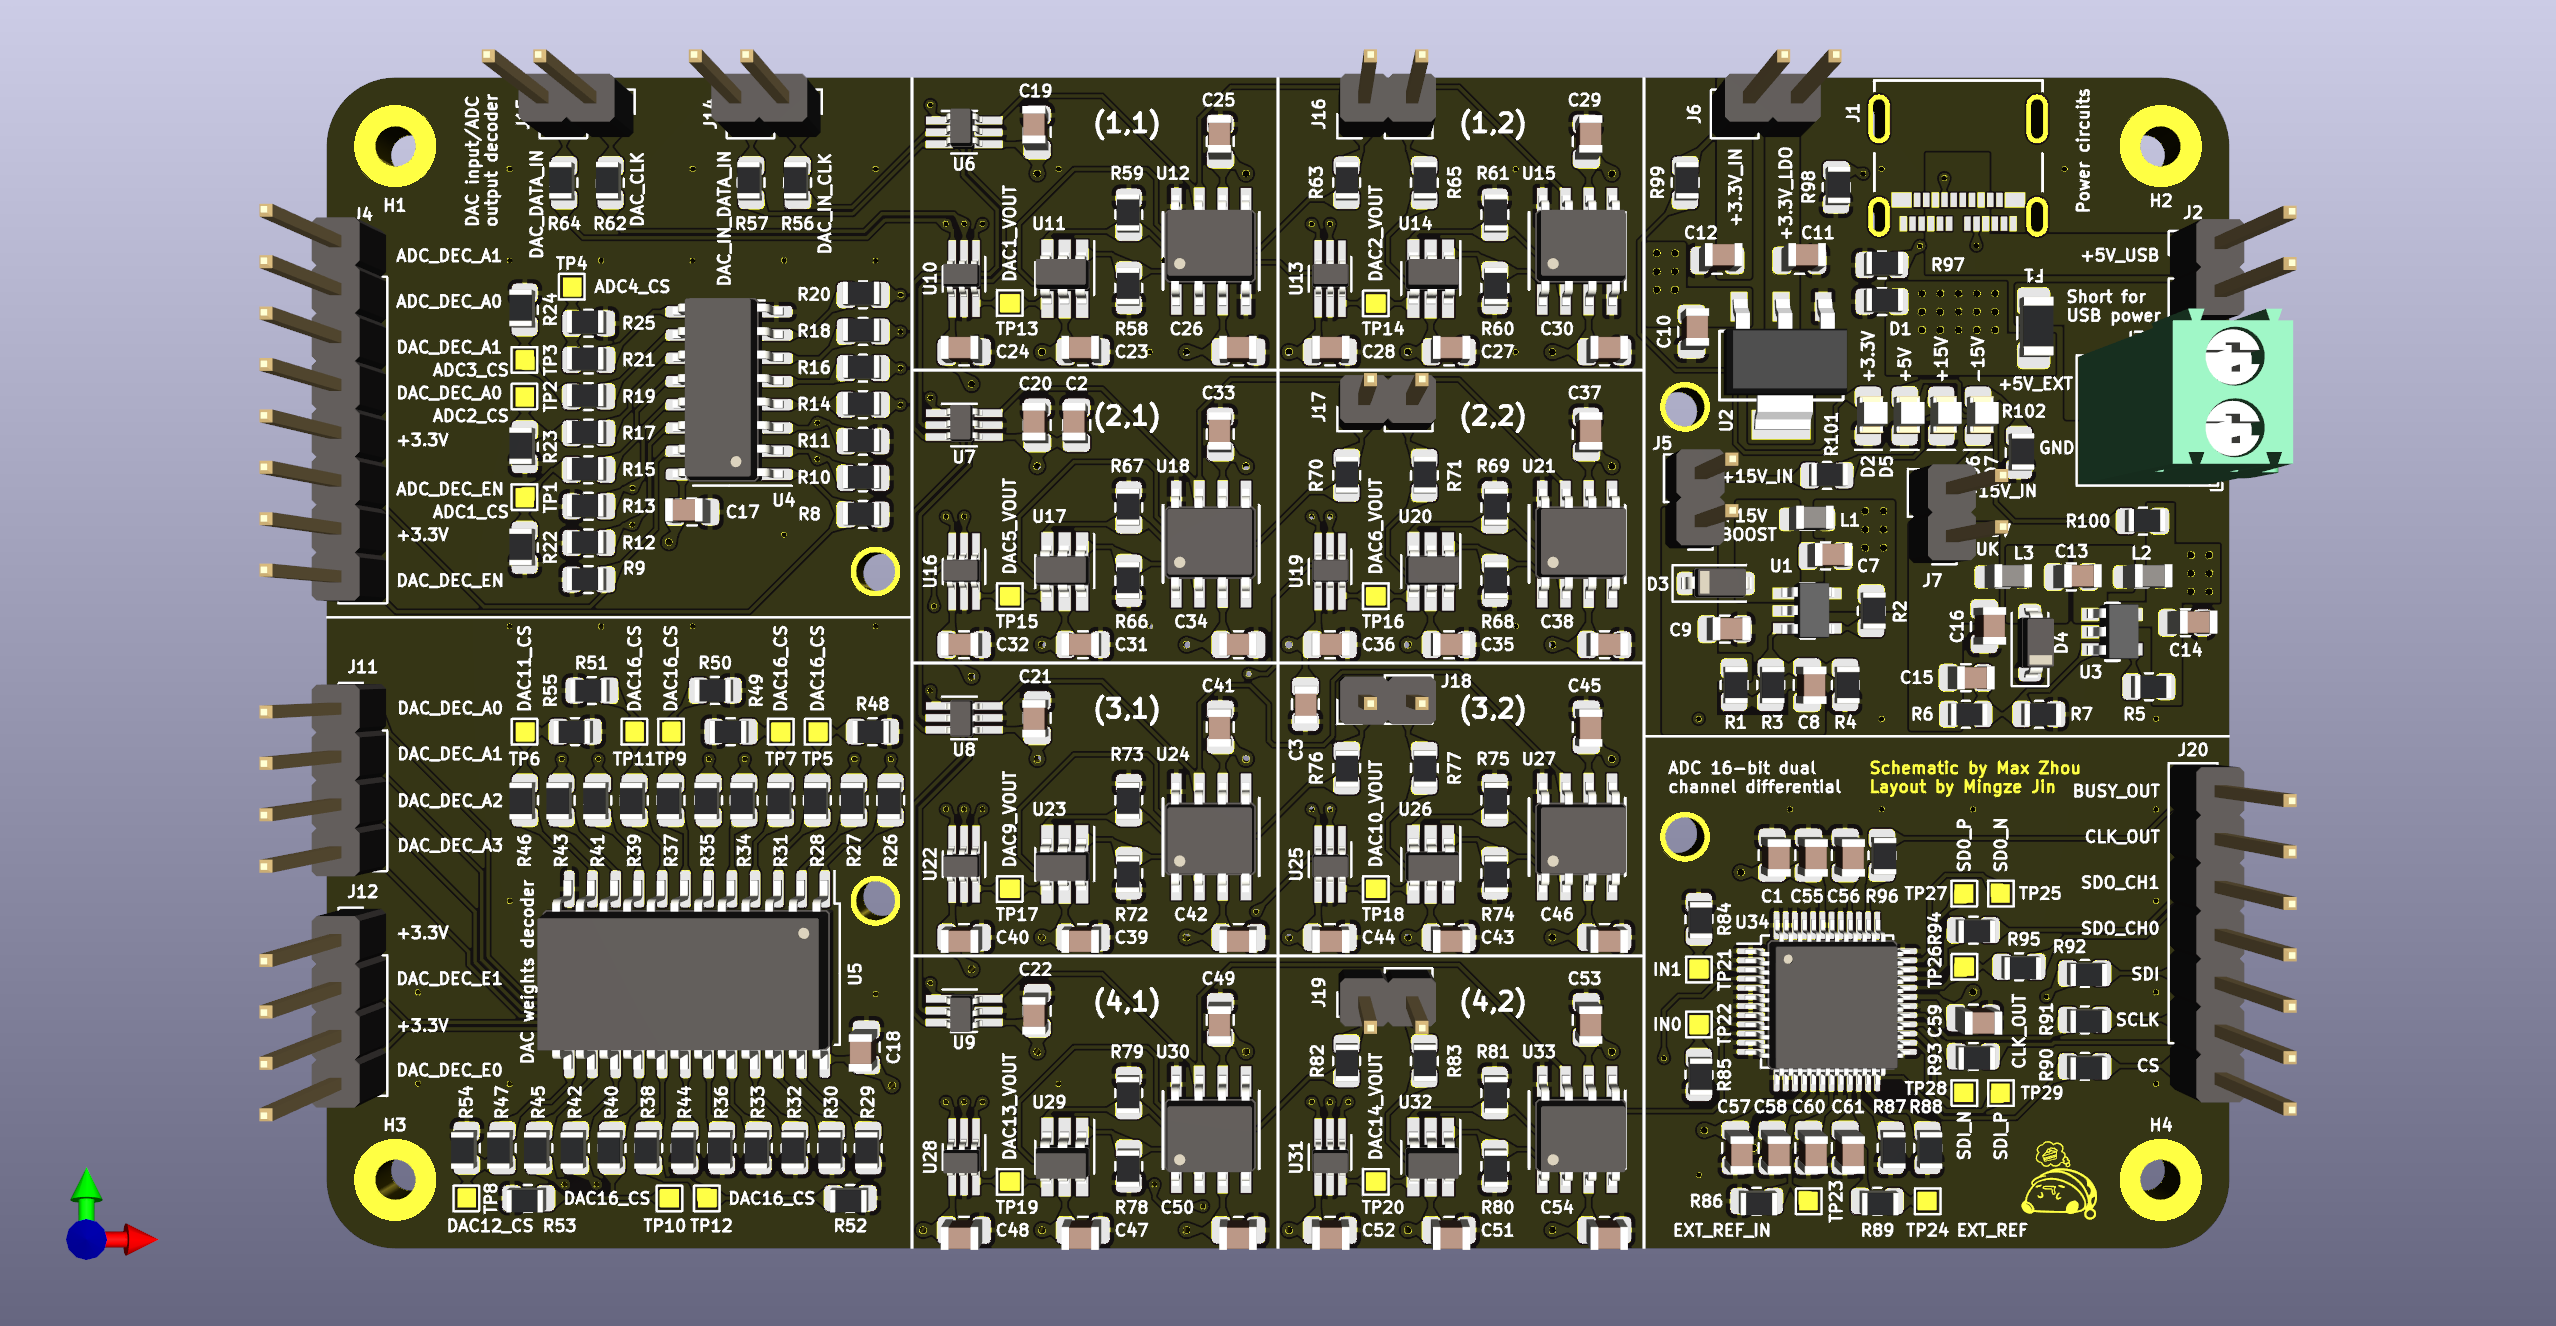 DAC input/ADC
output decoder
H1
J4
ADC_DEC_A1
ADC_DEC_A0
ADC_DEC_A1
ADC3_CS
DAC_DEC_A0
ADC2_CS
+3.3V
ADC_DEC_EN
ADC1_CS
+3.3V
DAC_DEC_EN
DAC_DATA_IN
R64
R62
DAC_CLK
DAC_IN_DATA_IN
R57
R56
DAC_IN_CLK
TP4
ADC4_CS
R24
R25
TP3
R21
TP2
R19
R23
R17
R15
TP1
R13
R22
R12
R9
R20
R18
R16
R14
R11
R10
R8
U4
C17
J11
DAC_DEC_A0
DAC_DEC_A1
DAC_DEC_A2
DAC_DEC_A3
J12
+3.3V
DAC_DEC_E1
+3.3V
DAC_DEC_E0
H3
DAC11_CS
R55
R51
DAC16_CS
DAC16_CS
R50
R49
DAC16_CS
DAC16_CS
R48
TP6
TP11
TP9
TP7
TP5
R46
R43
R41
R39
R37
R35
R34
R31
R28
R27
R26
DAC weights decoder
U5
C18
R54
R47
R45
R42
R40
R38
R44
R36
R33
R32
R30
R29
TP8
DAC12_CS
R53
DAC16_CS
TP10
TP12
DAC16_CS
R52
C19
U6
(1,1)
C25
R59
U12
U10
DAC1_VOUT
U11
TP13
R58
C26
C24
C23
J16
(1,2)
C29
R63
R65
R61
U15
U13
DAC2_VOUT
U14
TP14
R60
C30
C28
C27
C20
C2
U7
(2,1)
C33
R67
U18
U16
DAC5_VOUT
U17
TP15
R66
C34
C32
C31
J17
(2,2)
C37
R70
R71
R69
U21
U19
DAC6_VOUT
U20
TP16
R68
C38
C36
C35
C21
U8
(3,1)
C41
R73
U24
U22
DAC9_VOUT
U23
TP17
R72
C42
C40
C39
J18
C3
(3,2)
C45
R76
R77
R75
U27
U25
DAC10_VOUT
U26
TP18
R74
C46
C44
C43
C22
U9
(4,1)
C49
R79
U30
U28
DAC13_VOUT
U29
TP19
R78
C50
C48
C47
J19
(4,2)
C53
R82
R83
R81
U33
U31
DAC14_VOUT
U32
TP20
R80
C54
C52
C51
J6
J1
Power circuits
H2
J2
R99
+3.3V_IN
+3.3V_LDO
R98
C12
C11
R97
+5V_USB
F1
Short for
USB power
C10
D1
+3.3V
+5V
+15V
-15V
+5V_EXT
U2
R101
R102
GND
J5
+15V_IN
D2
D5
BOOST
L1
R100
J7
U1
C7
L3
C13
L2
D3
R2
C9
C16
D4
U3
C14
C15
R1
R3
C8
R4
R6
R7
R5
ADC 16-bit dual
channel differential
Schematic by Max Zhou
Layout by Mingze Jin
J20
BUSY_OUT
CLK_OUT
SDO_CH1
SDO_CH0
SDI
SCLK
CS
SDO_P
SDO_N
C1
C55
C56
R96
TP27
TP25
R84
U34
R94
R95
R92
IN1
TP21
TP26
IN0
TP22
C59
CLK_OUT
R91
R85
R93
R90
TP28
TP29
C57
C58
C60
C61
R87
R88
SDI_N
SDI_P
H4
R86
TP23
EXT_REF_IN
R89
TP24
EXT_REF